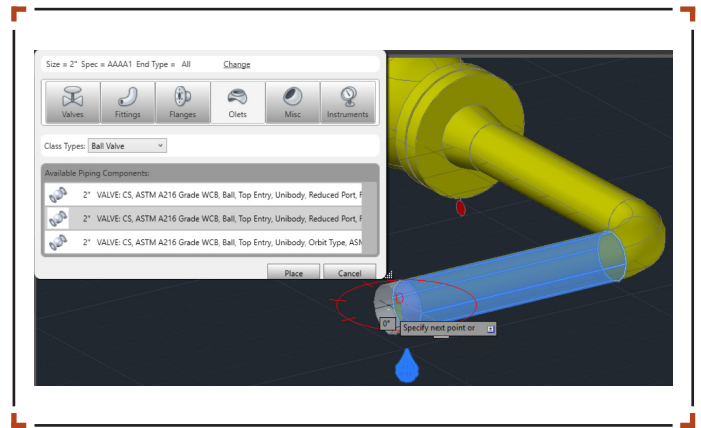 Size = 2" Spec = AAAA1 End Type = All Change
Valves Fittings Flanges Olets Misc Instruments
Class Types: Ball Valve
Available Piping Components:
2" VALVE: CS, ASTM A216 Grade WCB, Ball, Top Entry, Unibody, Reduced Port, F
2" VALVE: CS, ASTM A216 Grade WCB, Ball, Top Entry, Unibody, Reduced Port, F
2" VALVE: CS, ASTM A216 Grade WCB, Ball, Top Entry, Unibody, Orbit Type, ASM
Place Cancel
0° Specify next point or